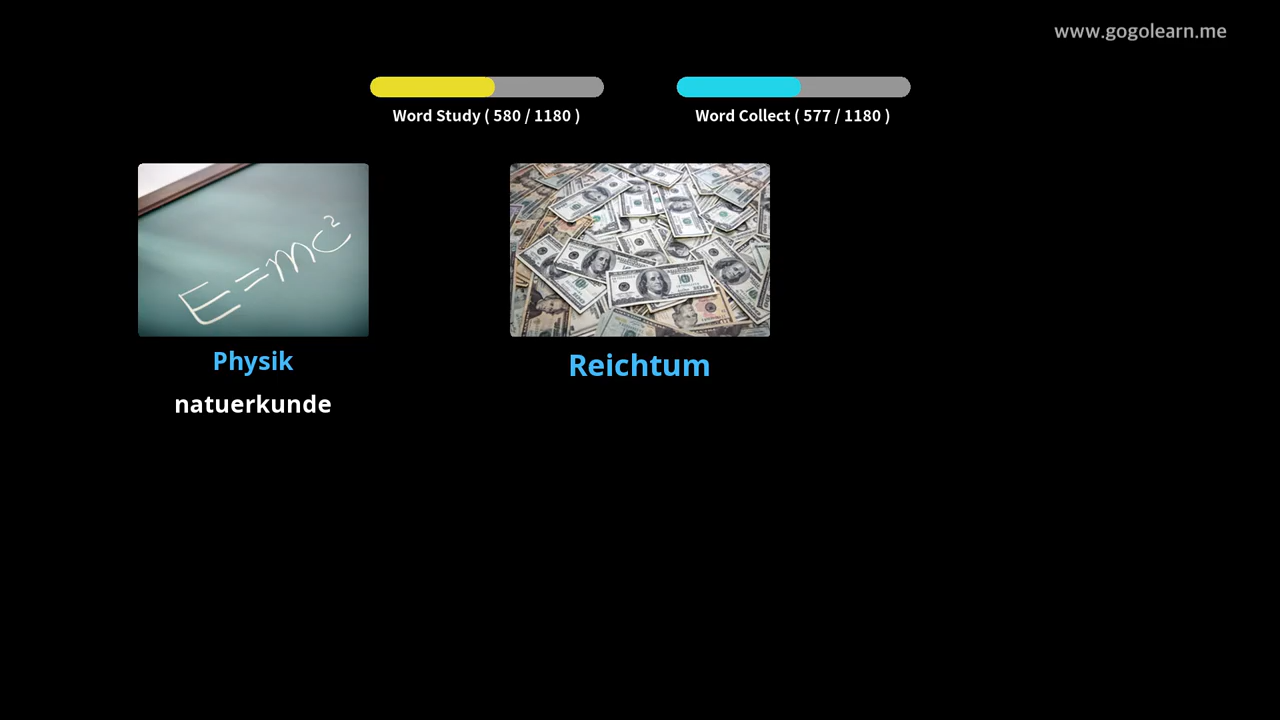 www.gogolearn.me
Word Study ( 580 / 1180 )
Word Collect ( 577 / 1180 )
E=mc²
Physik
natuerkunde
Reichtum